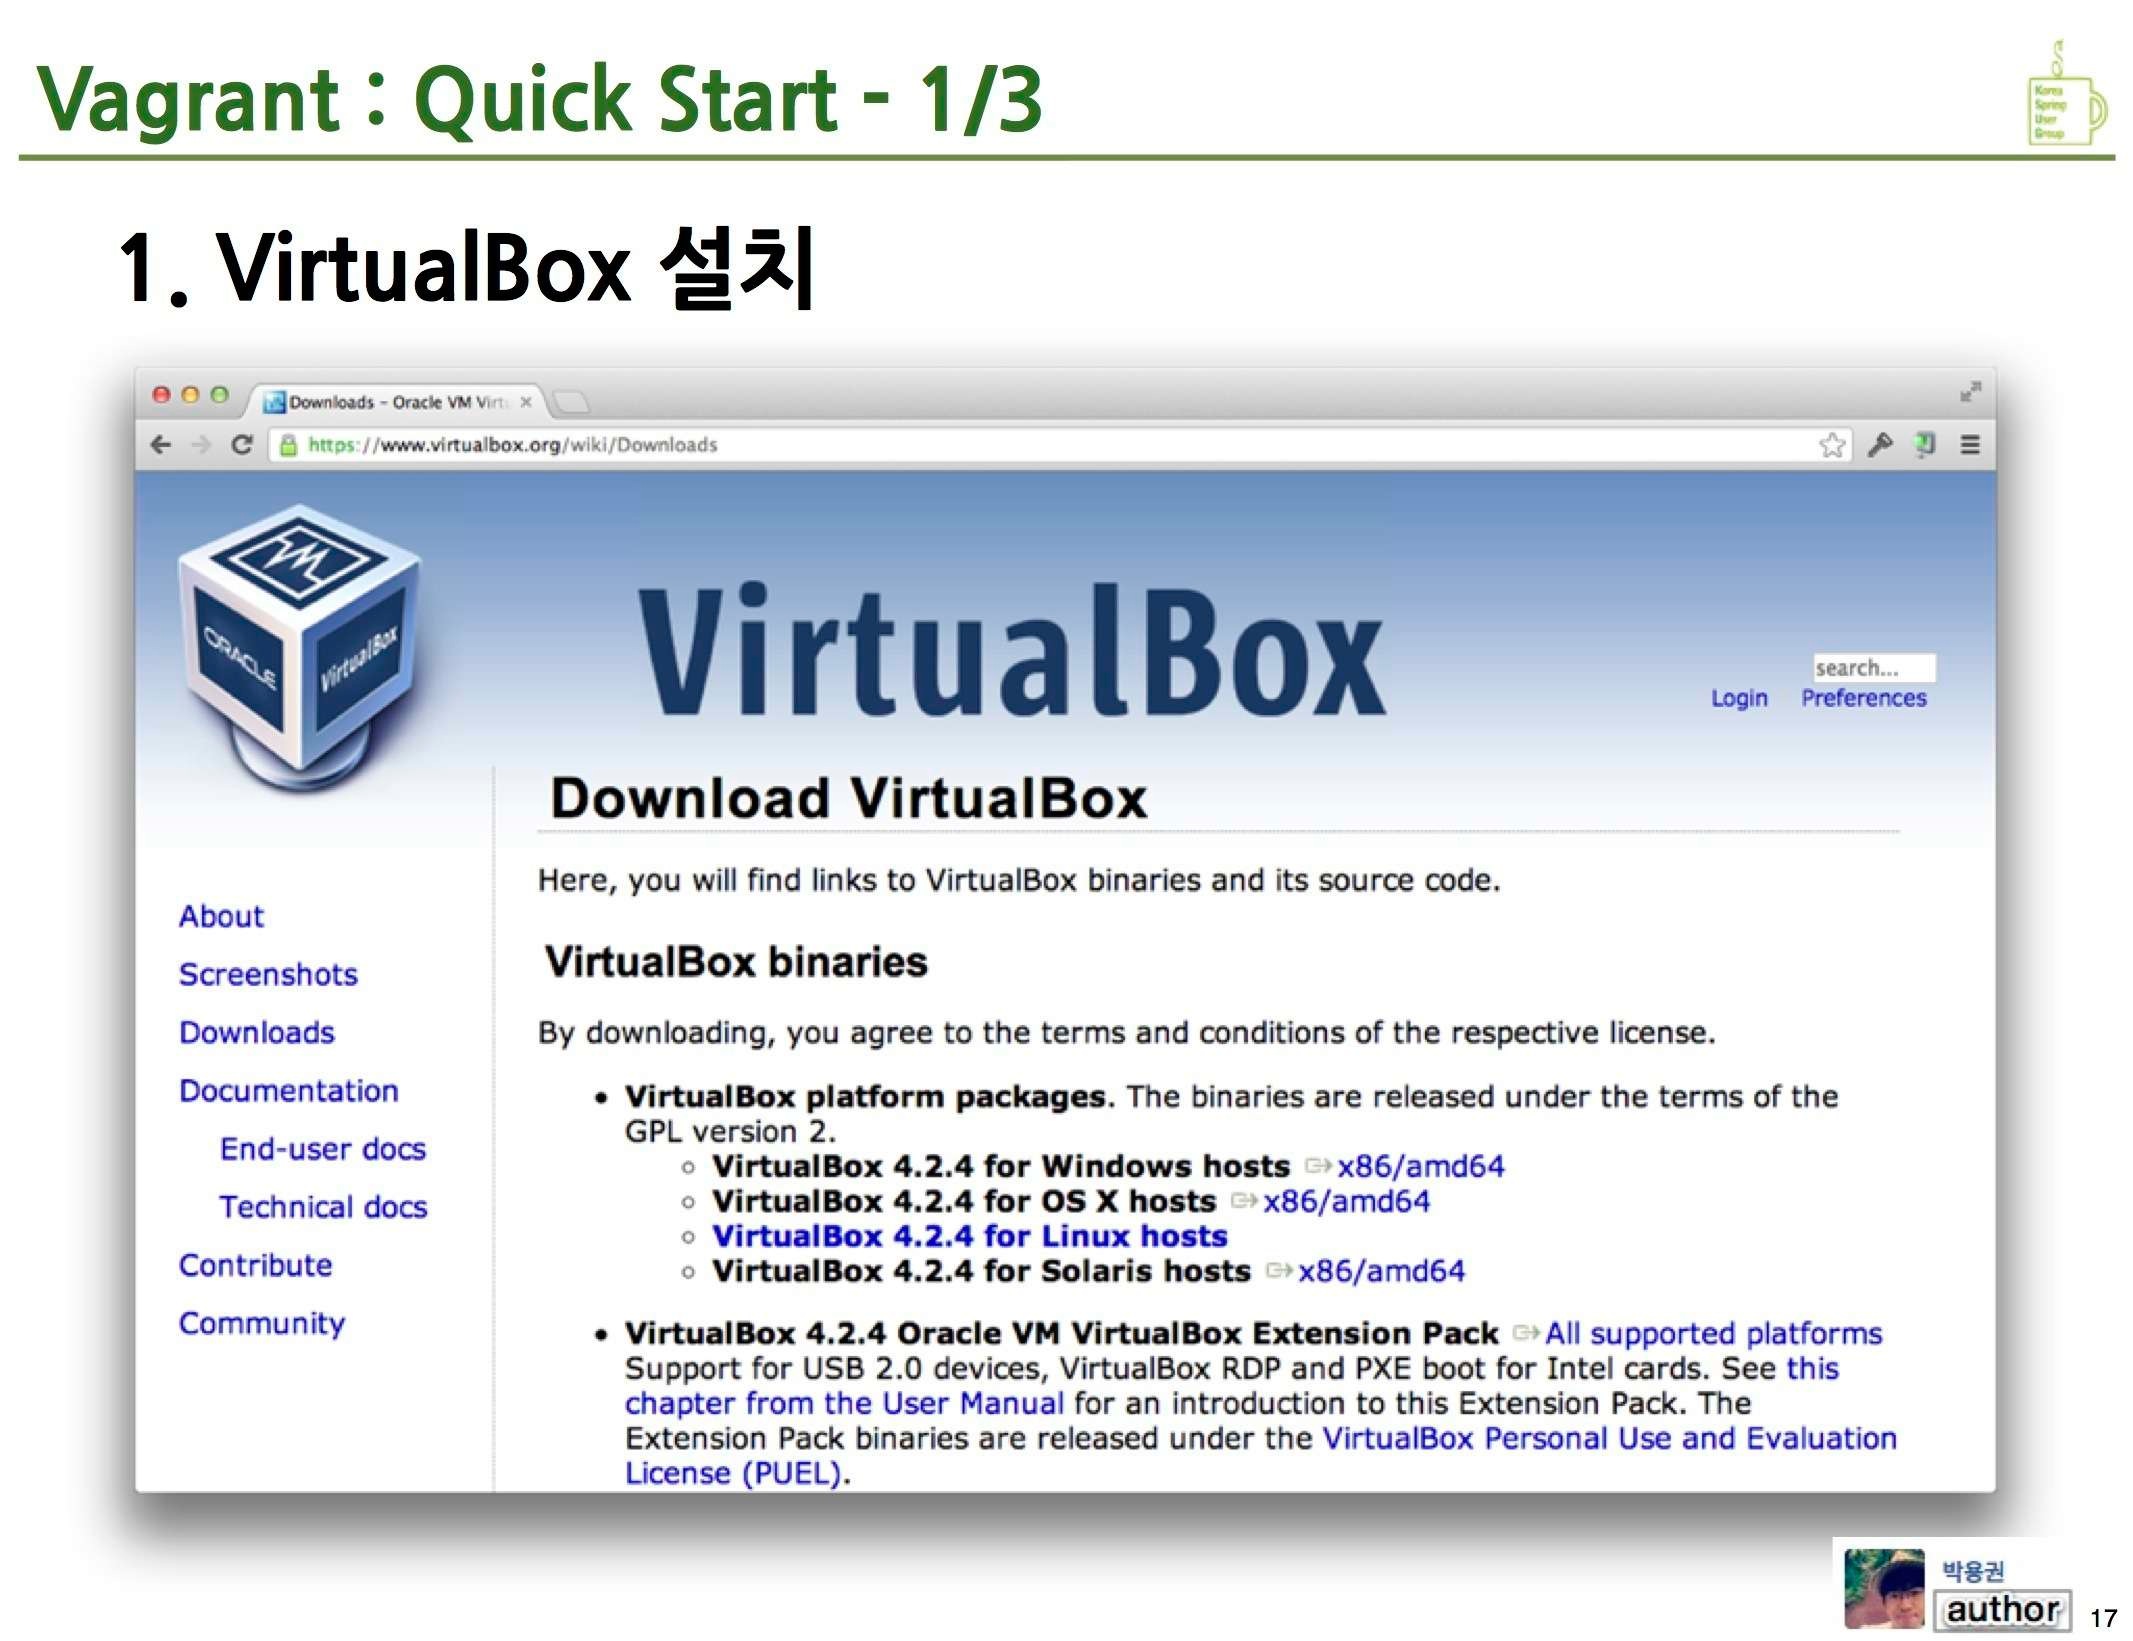 Vagrant : Quick Start - 1/3
Korea
Spring
User
Group
1. VirtualBox 설치
Downloads – Oracle VM Virt
https://www.virtualbox.org/wiki/Downloads
ORACLE
VirtualBox
VirtualBox
search...
Login Preferences
Download VirtualBox
Here, you will find links to VirtualBox binaries and its source code.
About
Screenshots
Downloads
Documentation
End-user docs
Technical docs
Contribute
Community
VirtualBox binaries
By downloading, you agree to the terms and conditions of the respective license.
• VirtualBox platform packages. The binaries are released under the terms of the
GPL version 2.
○ VirtualBox 4.2.4 for Windows hosts x86/amd64
○ VirtualBox 4.2.4 for OS X hosts x86/amd64
○ VirtualBox 4.2.4 for Linux hosts
○ VirtualBox 4.2.4 for Solaris hosts x86/amd64
• VirtualBox 4.2.4 Oracle VM VirtualBox Extension Pack All supported platforms
Support for USB 2.0 devices, VirtualBox RDP and PXE boot for Intel cards. See this
chapter from the User Manual for an introduction to this Extension Pack. The
Extension Pack binaries are released under the VirtualBox Personal Use and Evaluation
License (PUEL).
박용권
author
17